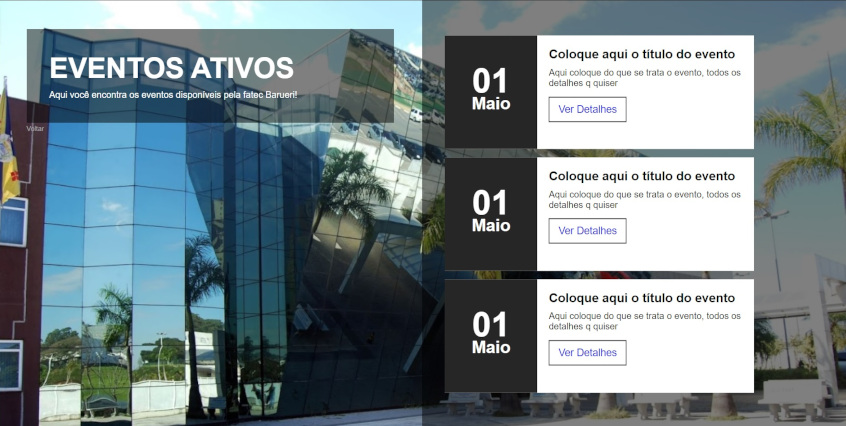 EVENTOS ATIVOS
Aqui você encontra os eventos disponíveis pela fatec Barueri!
Voltar
01
Maio
Coloque aqui o título do evento
Aqui coloque do que se trata o evento, todos os
detalhes q quiser
Ver Detalhes
01
Maio
Coloque aqui o título do evento
Aqui coloque do que se trata o evento, todos os
detalhes q quiser
Ver Detalhes
01
Maio
Coloque aqui o título do evento
Aqui coloque do que se trata o evento, todos os
detalhes q quiser
Ver Detalhes